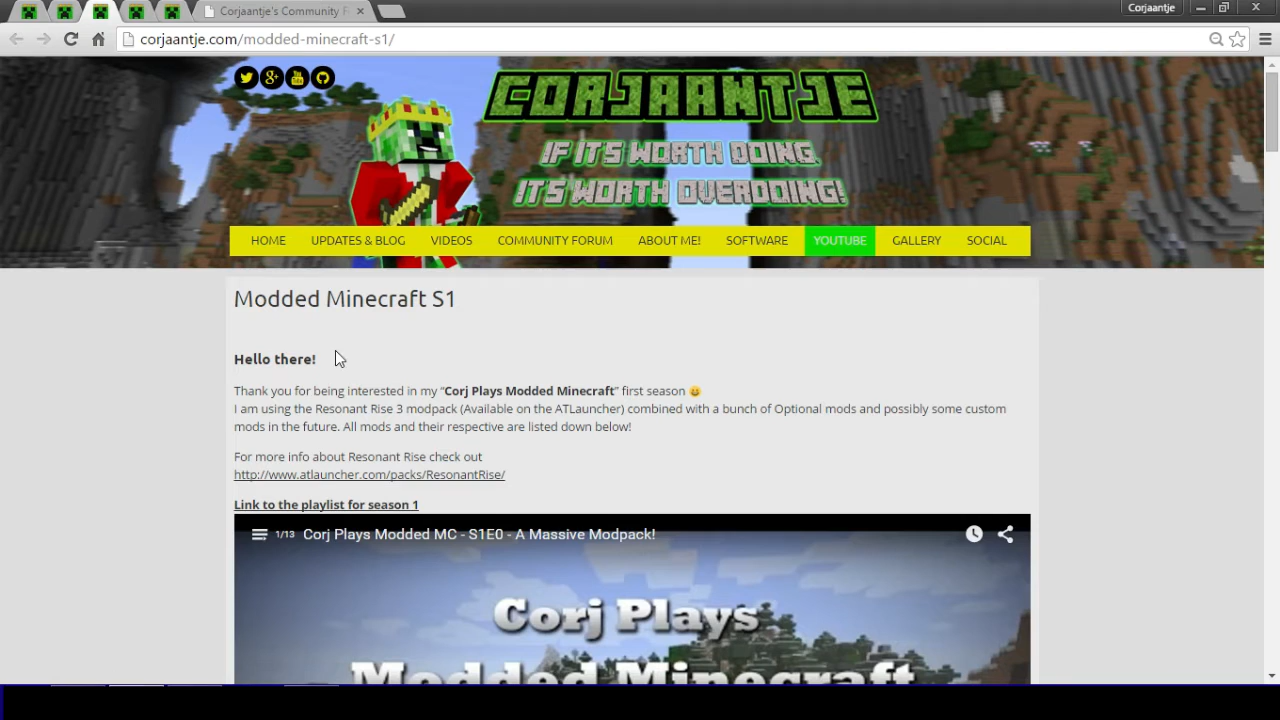 Corjaantje's Community F
Corjaantje
corjaantje.com/modded-minecraft-s1/
CORJAANTJE
IF IT'S WORTH DOING,
IT'S WORTH OVERDOING!
HOME UPDATES & BLOG VIDEOS COMMUNITY FORUM ABOUT ME! SOFTWARE YOUTUBE GALLERY SOCIAL
Modded Minecraft S1
Hello there!
Thank you for being interested in my “Corj Plays Modded Minecraft” first season 😀
I am using the Resonant Rise 3 modpack (Available on the ATLauncher) combined with a bunch of Optional mods and possibly some custom
mods in the future. All mods and their respective are listed down below!
For more info about Resonant Rise check out
http://www.atlauncher.com/packs/ResonantRise/
Link to the playlist for season 1
1/13 Corj Plays Modded MC - S1E0 - A Massive Modpack!
Corj Plays
Modded Minecraft